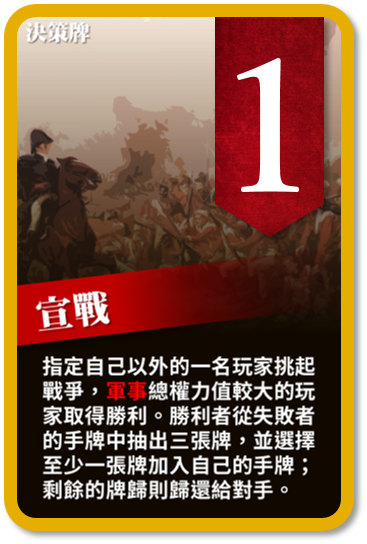 決策牌
1
宣戰
指定自己以外的一名玩家挑起
戰爭，軍事總權力值較大的玩
家取得勝利。勝利者從失敗者
的手牌中抽出三張牌，並選擇
至少一張牌加入自己的手牌；
剩餘的牌歸則歸還給對手。